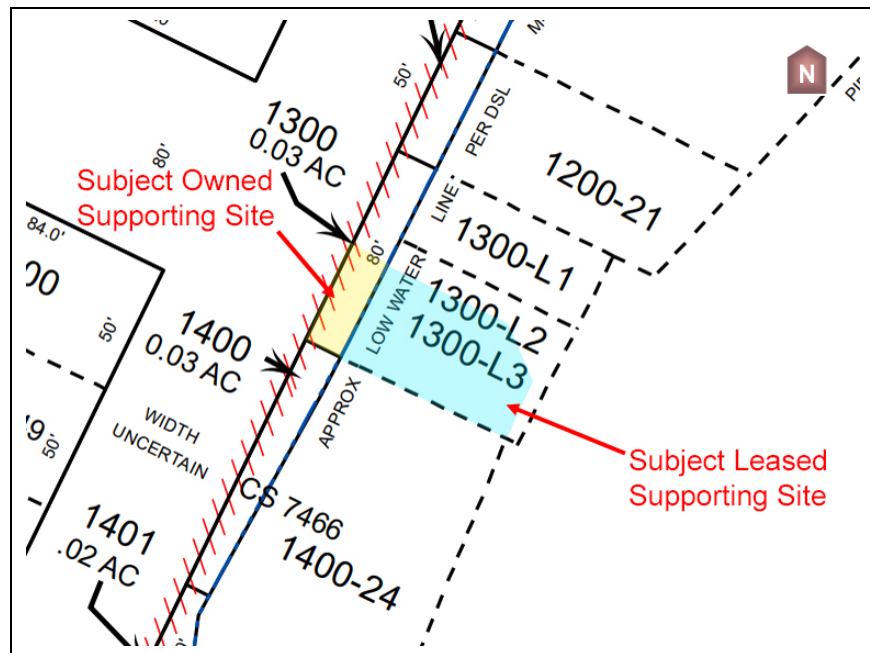 N
50'
M
PER DSL
PIE
1300
0.03 AC
80'
Subject Owned
Supporting Site
1200-21
LINE
1300-L1
84.0'
80'
LOW WATER
1300-L2
1300-L3
00
50'
1400
0.03 AC
APPROX
WIDTH
UNCERTAIN
49
50'
Subject Leased
Supporting Site
CS 7466
1400-24
1401
.02 AC